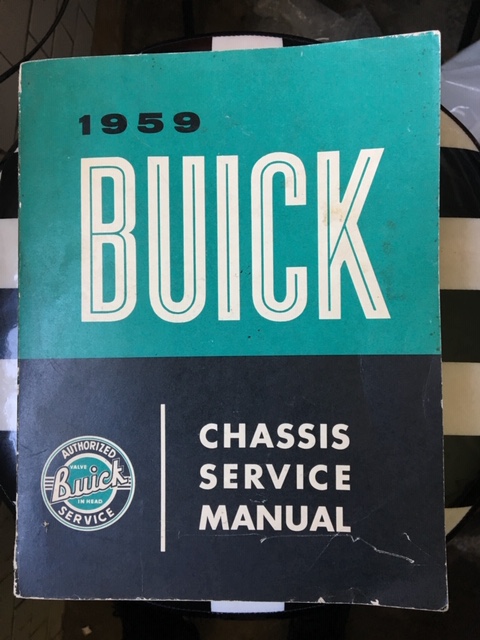 1959
BUICK
CHASSIS
SERVICE
MANUAL
AUTHORIZED
VALVE
Buick
IN HEAD
SERVICE